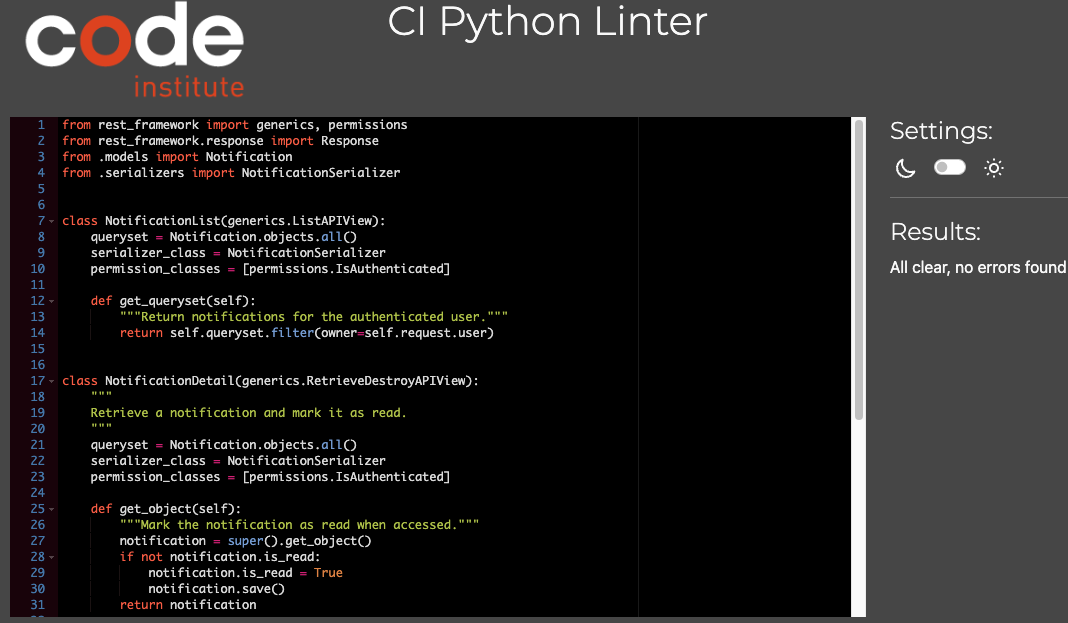 code
institute
CI Python Linter
1 from rest_framework import generics, permissions
2 from rest_framework.response import Response
3 from .models import Notification
4 from .serializers import NotificationSerializer
5
6
7 class NotificationList(generics.ListAPIView):
8     queryset = Notification.objects.all()
9     serializer_class = NotificationSerializer
10     permission_classes = [permissions.IsAuthenticated]
11
12     def get_queryset(self):
13         """Return notifications for the authenticated user."""
14         return self.queryset.filter(owner=self.request.user)
15
16
17 class NotificationDetail(generics.RetrieveDestroyAPIView):
18     """
19     Retrieve a notification and mark it as read.
20     """
21     queryset = Notification.objects.all()
22     serializer_class = NotificationSerializer
23     permission_classes = [permissions.IsAuthenticated]
24
25     def get_object(self):
26         """Mark the notification as read when accessed."""
27         notification = super().get_object()
28         if not notification.is_read:
29             notification.is_read = True
30             notification.save()
31         return notification
Settings:
Results:
All clear, no errors found